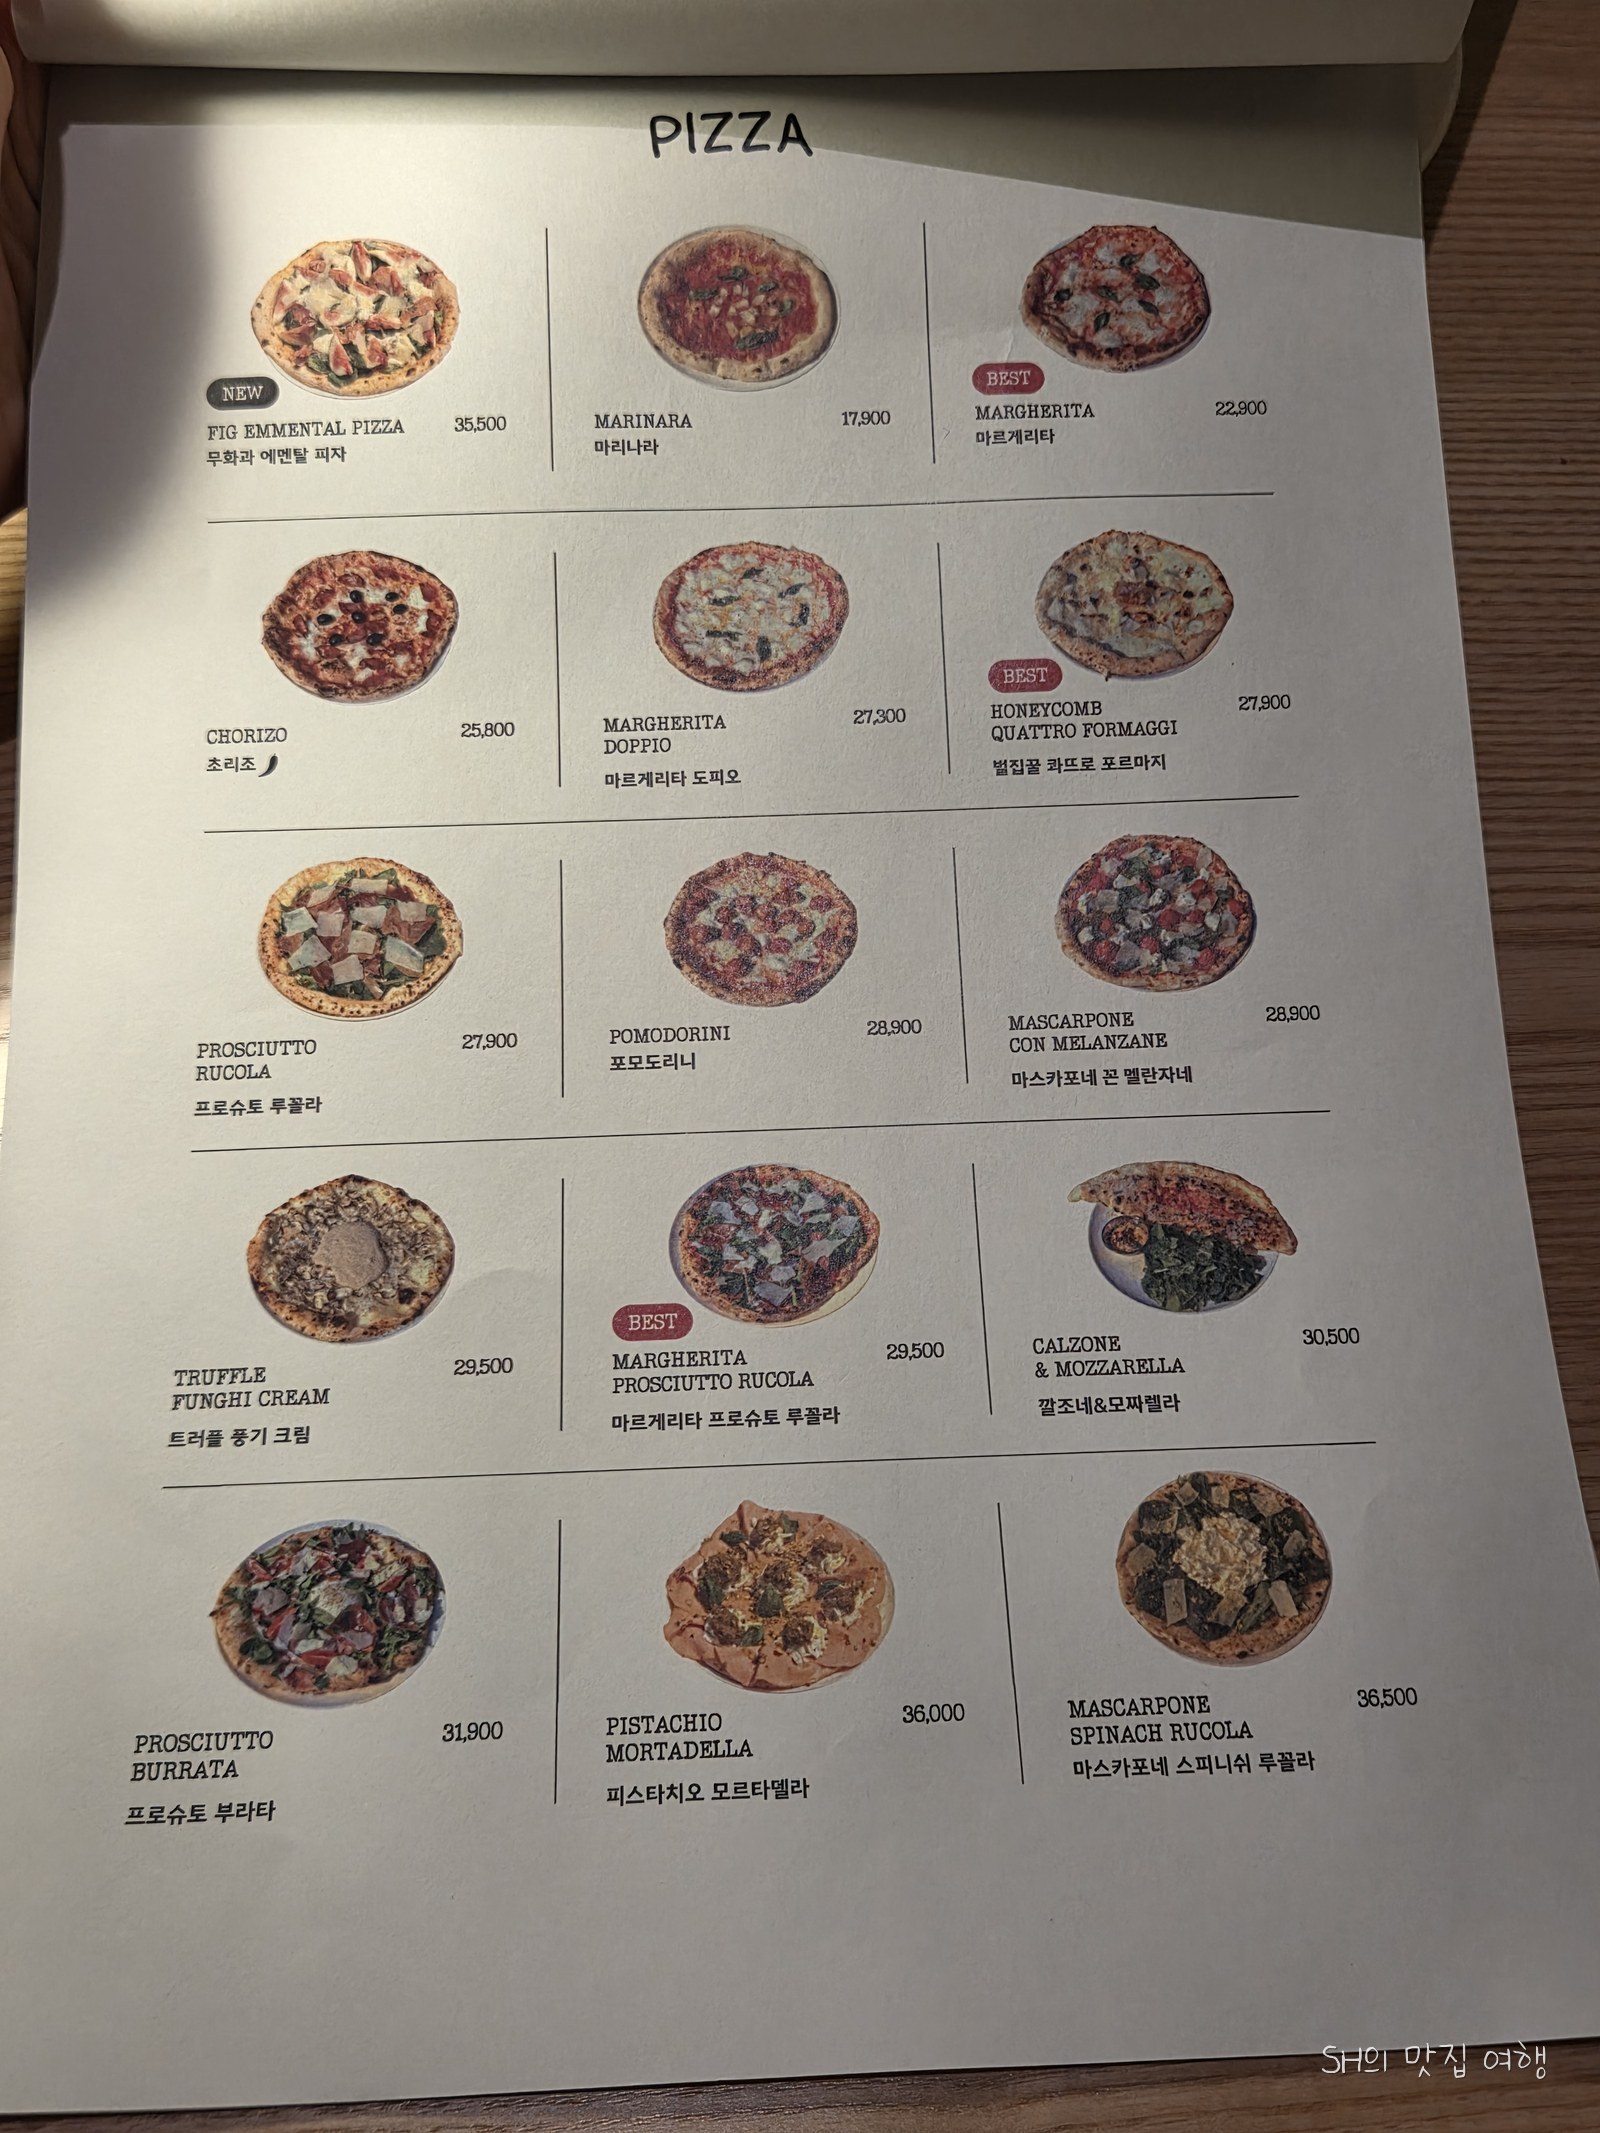 PIZZA
NEW
FIG EMMENTAL PIZZA 35,500
무화과 에멘탈 피자
MARINARA 17,900
마리나라
BEST
MARGHERITA 22,900
마르게리타
CHORIZO 25,800
초리조
MARGHERITA 27,300
DOPPIO
마르게리타 도피오
BEST
HONEYCOMB 27,900
QUATTRO FORMAGGI
벌집꿀 콰뜨로 포르마지
PROSCIUTTO 27,900
RUCOLA
프로슈토 루꼴라
POMODORINI 28,900
포모도리니
MASCARPONE 28,900
CON MELANZANE
마스카포네 꼰 멜란자네
TRUFFLE 29,500
FUNGHI CREAM
트러플 풍기 크림
BEST
MARGHERITA 29,500
PROSCIUTTO RUCOLA
마르게리타 프로슈토 루꼴라
CALZONE 30,500
& MOZZARELLA
깔조네&모짜렐라
PROSCIUTTO 31,900
BURRATA
프로슈토 부라타
PISTACHIO 36,000
MORTADELLA
피스타치오 모르타델라
MASCARPONE 36,500
SPINACH RUCOLA
마스카포네 스피니쉬 루꼴라
SH의 맛집 여행